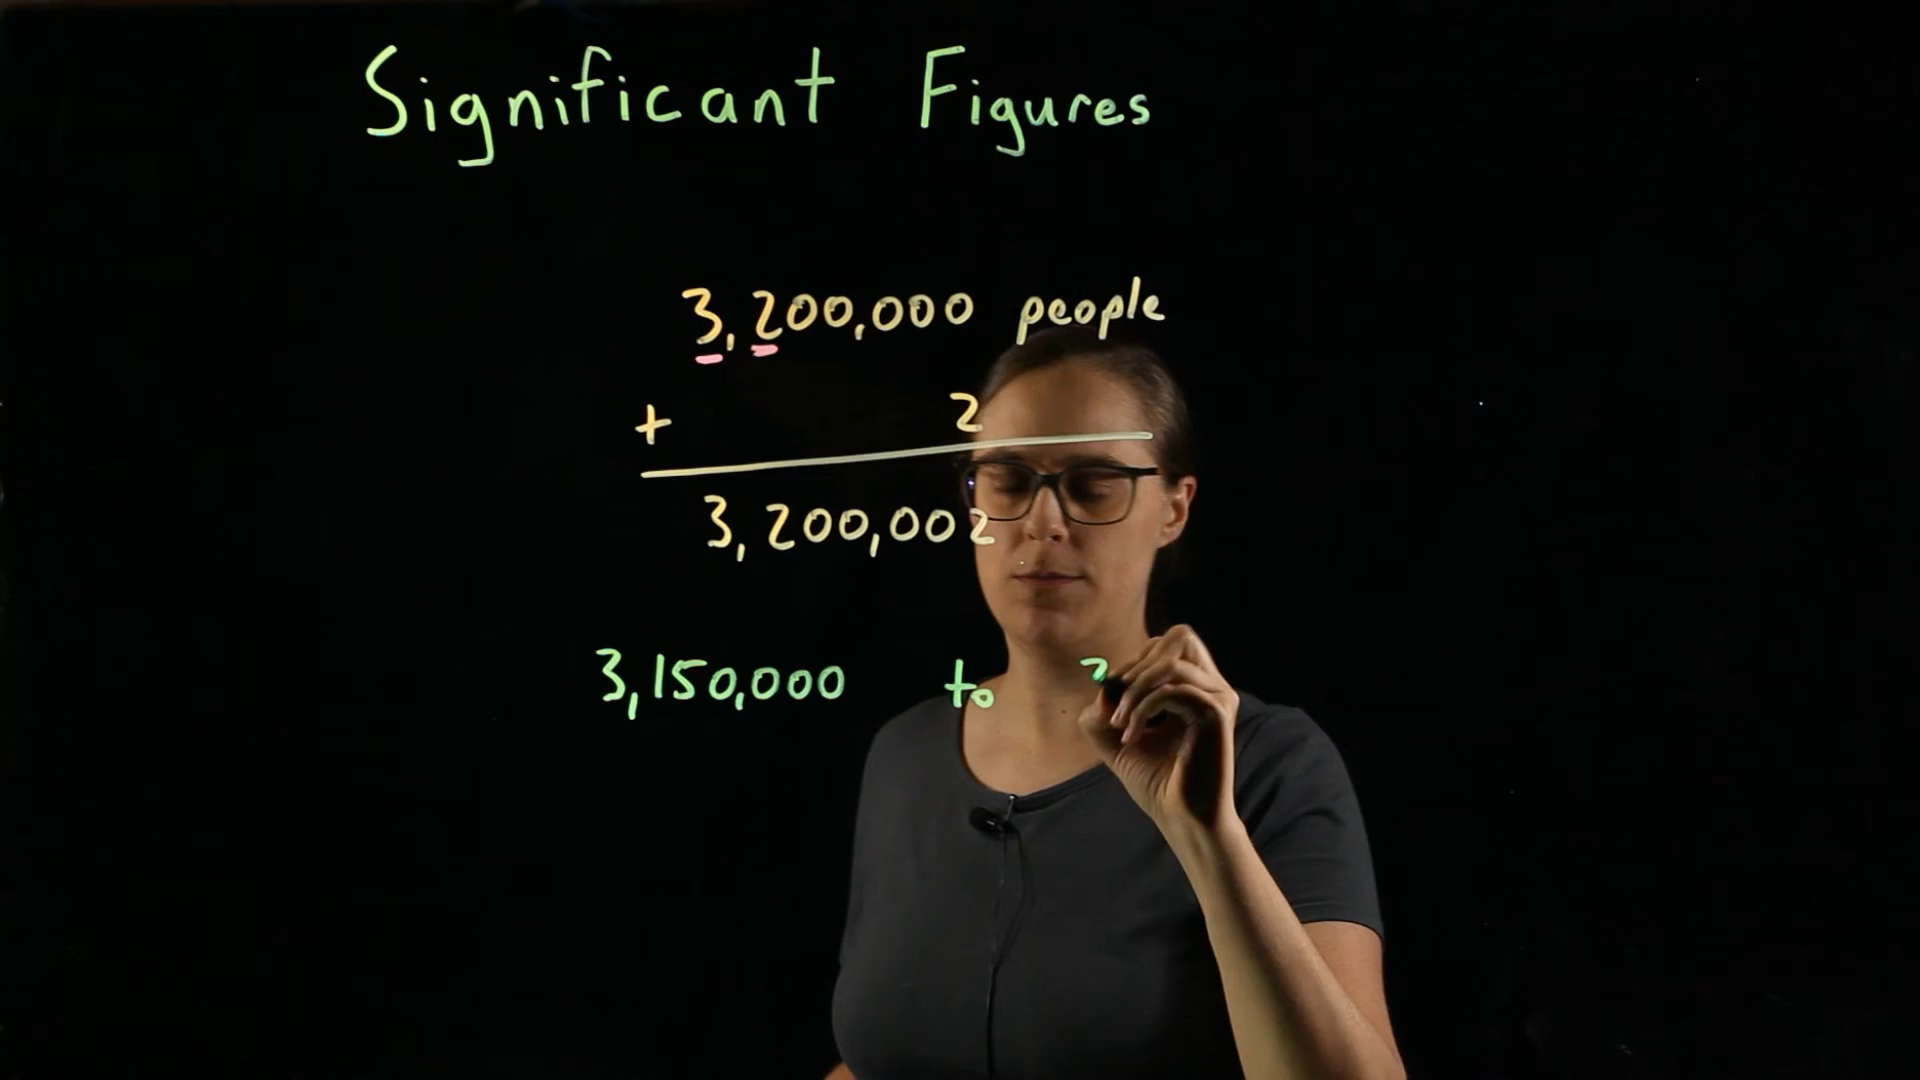 Significant Figures
3,200,000 people
+ 2
3,200,002
3,150,000 to